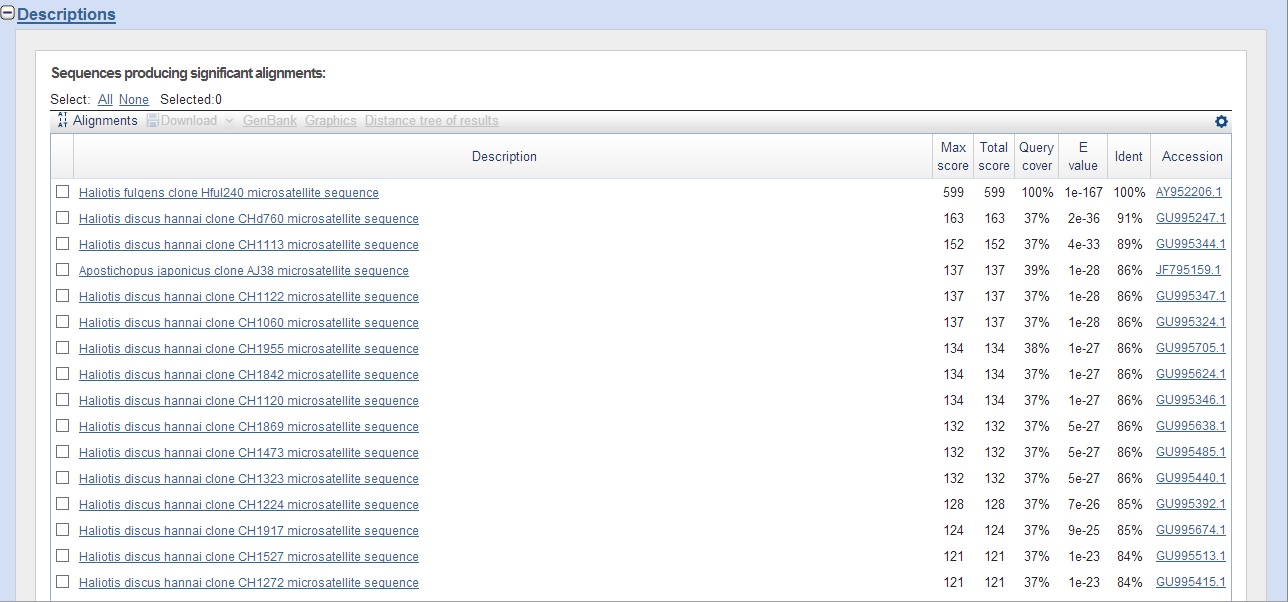 Descriptions
Sequences producing significant alignments:
Select: All None Selected:0
Alignments Download GenBank Graphics Distance tree of results
Description Max score Total score Query cover E value Ident Accession
Haliotis fulgens clone Hful240 microsatellite sequence 599 599 100% 1e-167 100% AY952206.1
Haliotis discus hannai clone CHd760 microsatellite sequence 163 163 37% 2e-36 91% GU995247.1
Haliotis discus hannai clone CH1113 microsatellite sequence 152 152 37% 4e-33 89% GU995344.1
Apostichopus japonicus clone AJ38 microsatellite sequence 137 137 39% 1e-28 86% JF795159.1
Haliotis discus hannai clone CH1122 microsatellite sequence 137 137 37% 1e-28 86% GU995347.1
Haliotis discus hannai clone CH1060 microsatellite sequence 137 137 37% 1e-28 86% GU995324.1
Haliotis discus hannai clone CH1955 microsatellite sequence 134 134 38% 1e-27 86% GU995705.1
Haliotis discus hannai clone CH1842 microsatellite sequence 134 134 37% 1e-27 86% GU995624.1
Haliotis discus hannai clone CH1120 microsatellite sequence 134 134 37% 1e-27 86% GU995346.1
Haliotis discus hannai clone CH1869 microsatellite sequence 132 132 37% 5e-27 86% GU995638.1
Haliotis discus hannai clone CH1473 microsatellite sequence 132 132 37% 5e-27 86% GU995485.1
Haliotis discus hannai clone CH1323 microsatellite sequence 132 132 37% 5e-27 86% GU995440.1
Haliotis discus hannai clone CH1224 microsatellite sequence 128 128 37% 7e-26 85% GU995392.1
Haliotis discus hannai clone CH1917 microsatellite sequence 124 124 37% 9e-25 85% GU995674.1
Haliotis discus hannai clone CH1527 microsatellite sequence 121 121 37% 1e-23 84% GU995513.1
Haliotis discus hannai clone CH1272 microsatellite sequence 121 121 37% 1e-23 84% GU995415.1